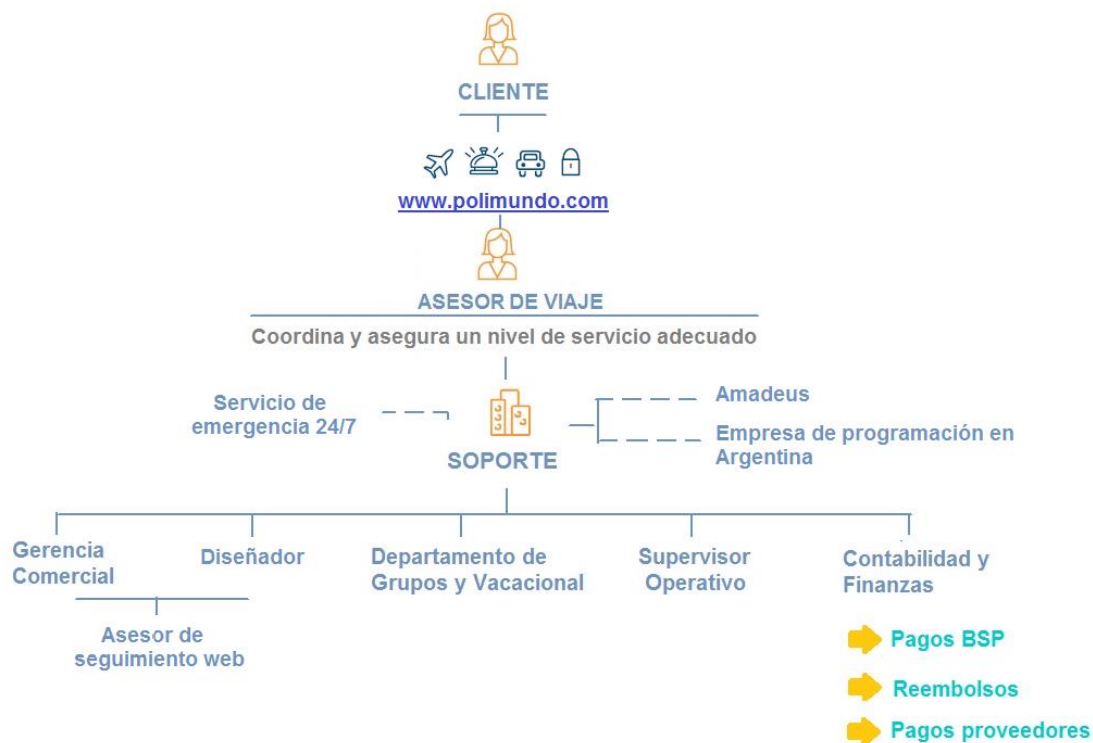 CLIENTE
www.polimundo.com
ASESOR DE VIAJE
Coordina y asegura un nivel de servicio adecuado
Servicio de
emergencia 24/7
SOPORTE
Amadeus
Empresa de programación en
Argentina
Gerencia
Comercial
Diseñador
Departamento de
Grupos y Vacacional
Supervisor
Operativo
Contabilidad y
Finanzas
Asesor de
seguimiento web
Pagos BSP
Reembolsos
Pagos proveedores